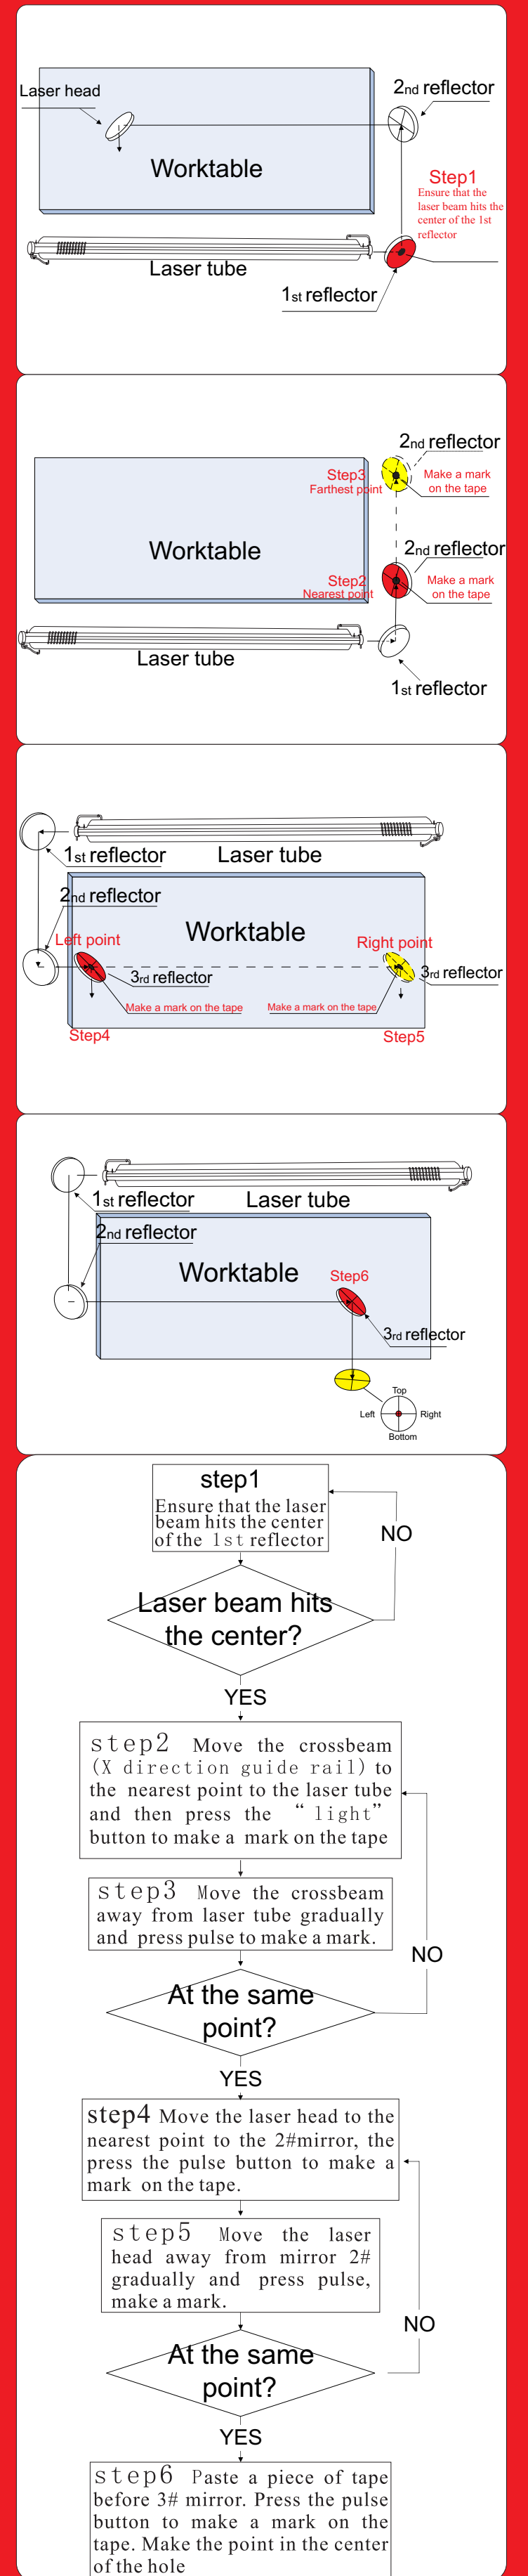 Laser head
2nd reflector
Worktable
Step1
Ensure that the
laser beam hits the
center of the 1st
reflector
Laser tube
1st reflector
2nd reflector
Step3
Farthest point
Make a mark
on the tape
Worktable
2nd reflector
Step2
Nearest point
Make a mark
on the tape
Laser tube
1st reflector
1st reflector
Laser tube
2nd reflector
Worktable
Left point
Right point
3rd reflector
3rd reflector
Make a mark on the tape
Make a mark on the tape
Step4
Step5
1st reflector
Laser tube
2nd reflector
Worktable
Step6
3rd reflector
Top
Left
Right
Bottom
step1
Ensure that the laser
beam hits the center
of the 1st reflector
NO
Laser beam hits
the center?
YES
step2 Move the crossbeam
(X direction guide rail) to
the nearest point to the laser tube
and then press the “light”
button to make a mark on the tape
step3 Move the crossbeam
away from laser tube gradually
and press pulse to make a mark.
NO
At the same
point?
YES
step4 Move the laser head to the
nearest point to the 2#mirror, the
press the pulse button to make a
mark on the tape.
step5 Move the laser
head away from mirror 2#
gradually and press pulse,
make a mark.
NO
At the same
point?
YES
step6 Paste a piece of tape
before 3# mirror. Press the pulse
button to make a mark on the
tape. Make the point in the center
of the hole